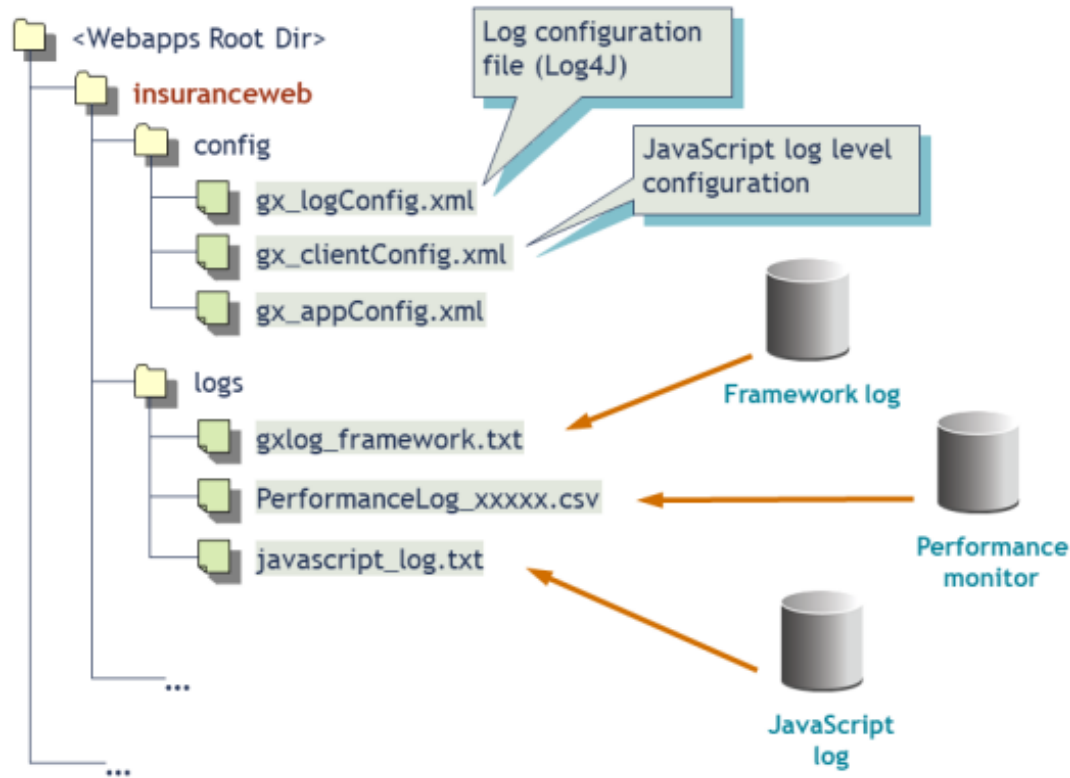 <Webapps Root Dir>
Log configuration
file (Log4J)
insuranceweb
config
JavaScript log level
configuration
gx_logConfig.xml
gx_clientConfig.xml
gx_appConfig.xml
logs
Framework log
gxlog_framework.txt
PerformanceLog_xxxxx.csv
Performance
monitor
javascript_log.txt
...
JavaScript
log
...